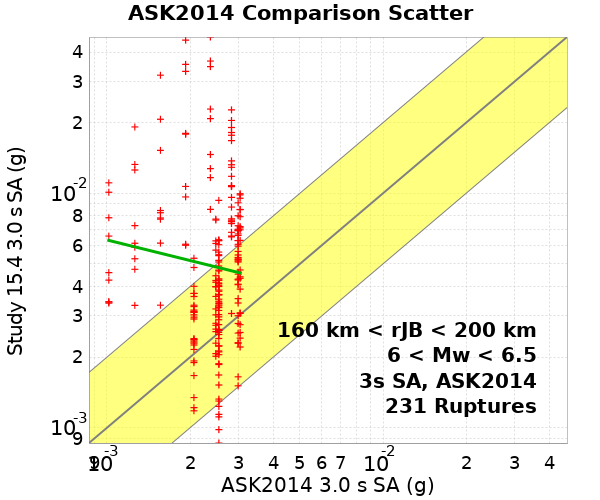 ASK2014 Comparison Scatter
Study 15.4 3.0 s SA (g)
4
3
2
10-2
8
6
4
3
2
10-3
9
160 km < rJB < 200 km
6 < Mw < 6.5
3s SA, ASK2014
231 Ruptures
9 10-3 2 3 4 5 6 7 10-2 2 3 4
ASK2014 3.0 s SA (g)